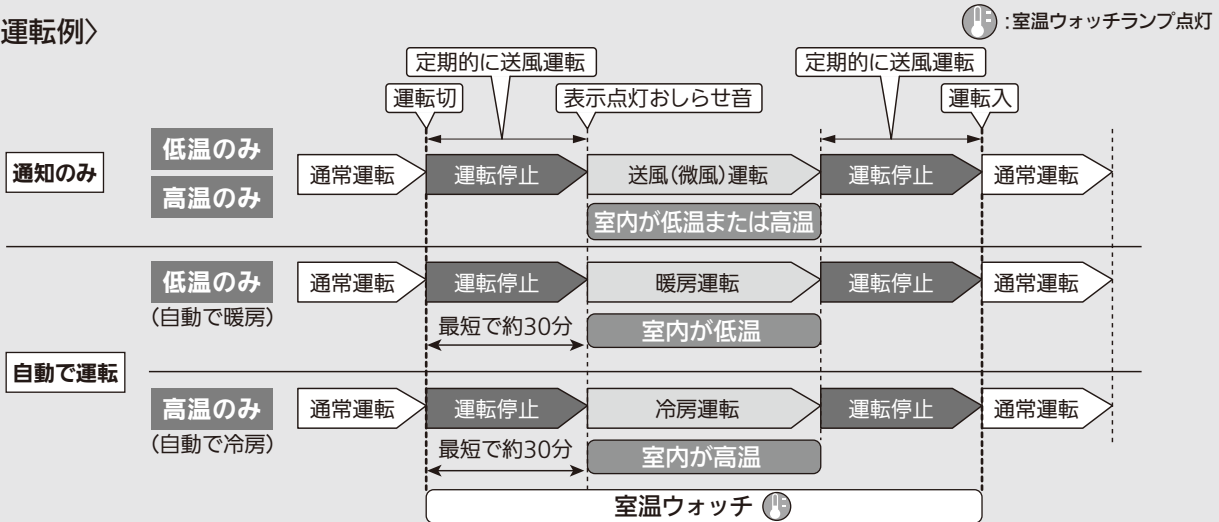 運転例〉
:室温ウォッチランプ点灯
定期的に送風運転
定期的に送風運転
運転切
表示点灯おしらせ音
運転入
通知のみ
低温のみ
高温のみ
通常運転
運転停止
送風(微風)運転
運転停止
通常運転
室内が低温または高温
自動で運転
低温のみ
(自動で暖房)
通常運転
運転停止
暖房運転
運転停止
通常運転
最短で約30分
室内が低温
高温のみ
(自動で冷房)
通常運転
運転停止
冷房運転
運転停止
通常運転
最短で約30分
室内が高温
室温ウォッチ